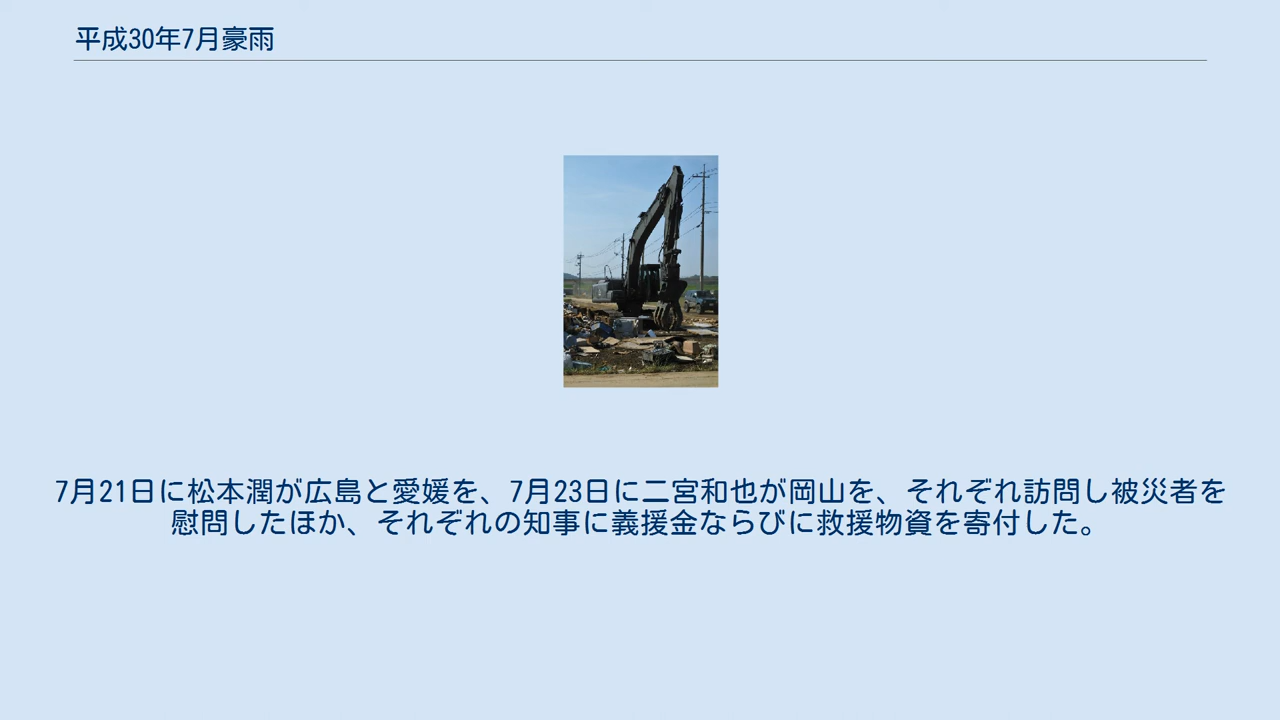 平成30年7月豪雨
7月21日に松本潤が広島と愛媛を、7月23日に二宮和也が岡山を、それぞれ訪問し被災者を
慰問したほか、それぞれの知事に義援金ならびに救援物資を寄付した。